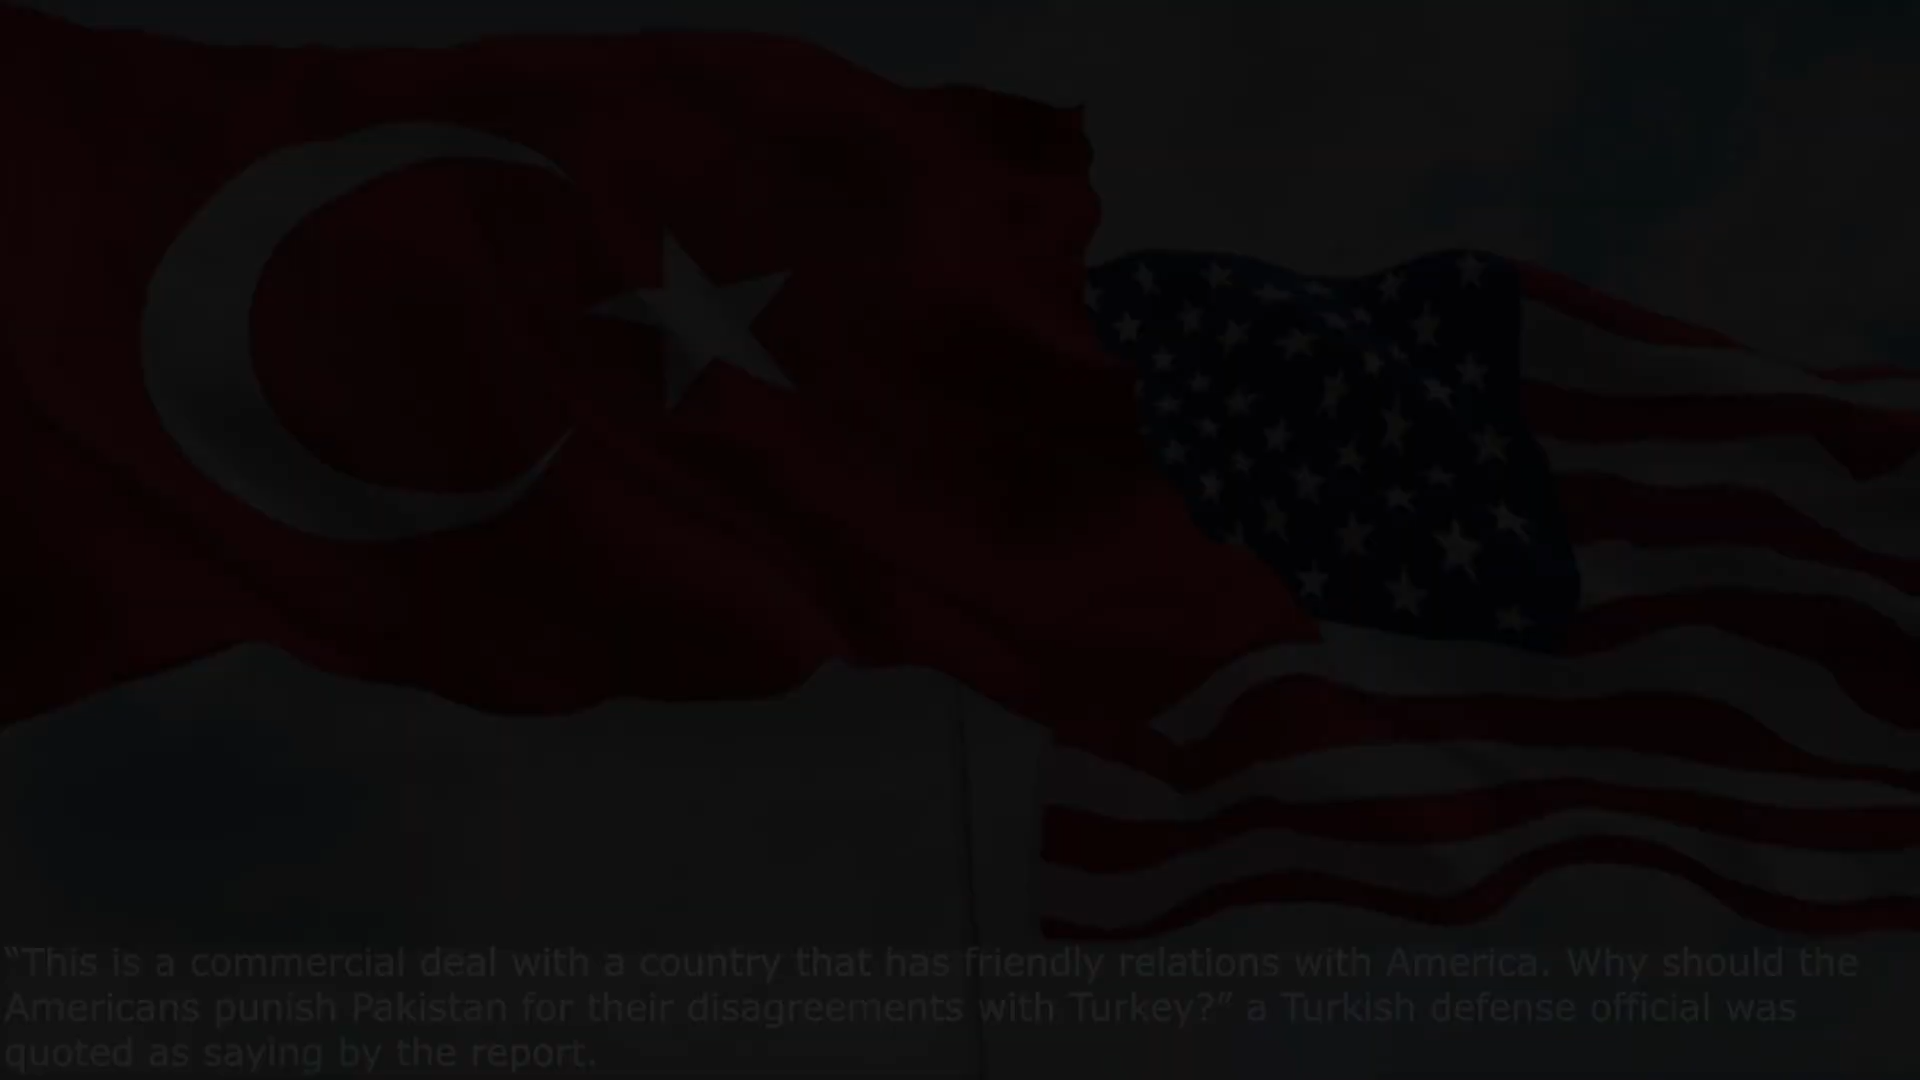 “This is a commercial deal with a country that has friendly relations with America. Why should the
Americans punish Pakistan for their disagreements with Turkey?” a Turkish defense official was
quoted as saying by the report.